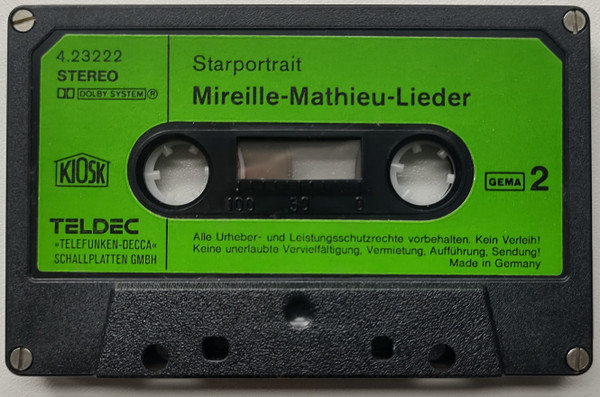 4.23222
STEREO
DOLBY SYSTEM ®
Starportrait
Mireille-Mathieu-Lieder
KIOSK
100 50 0
GEMA 2
TELDEC
»TELEFUNKEN-DECCA«
SCHALLPLATTEN GMBH
Alle Urheber- und Leistungsschutzrechte vorbehalten. Kein Verleih!
Keine unerlaubte Vervielfältigung, Vermietung, Aufführung, Sendung!
Made in Germany